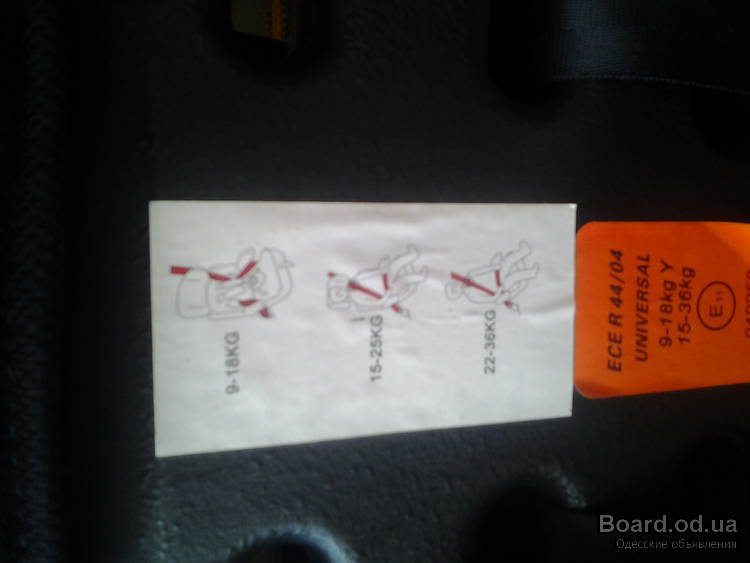 9-18KG
15-25KG
22-36KG
ECE R 44/04
UNIVERSAL
9-18kg Y
15-36kg
E11
Board.od.ua
Одесские объявления